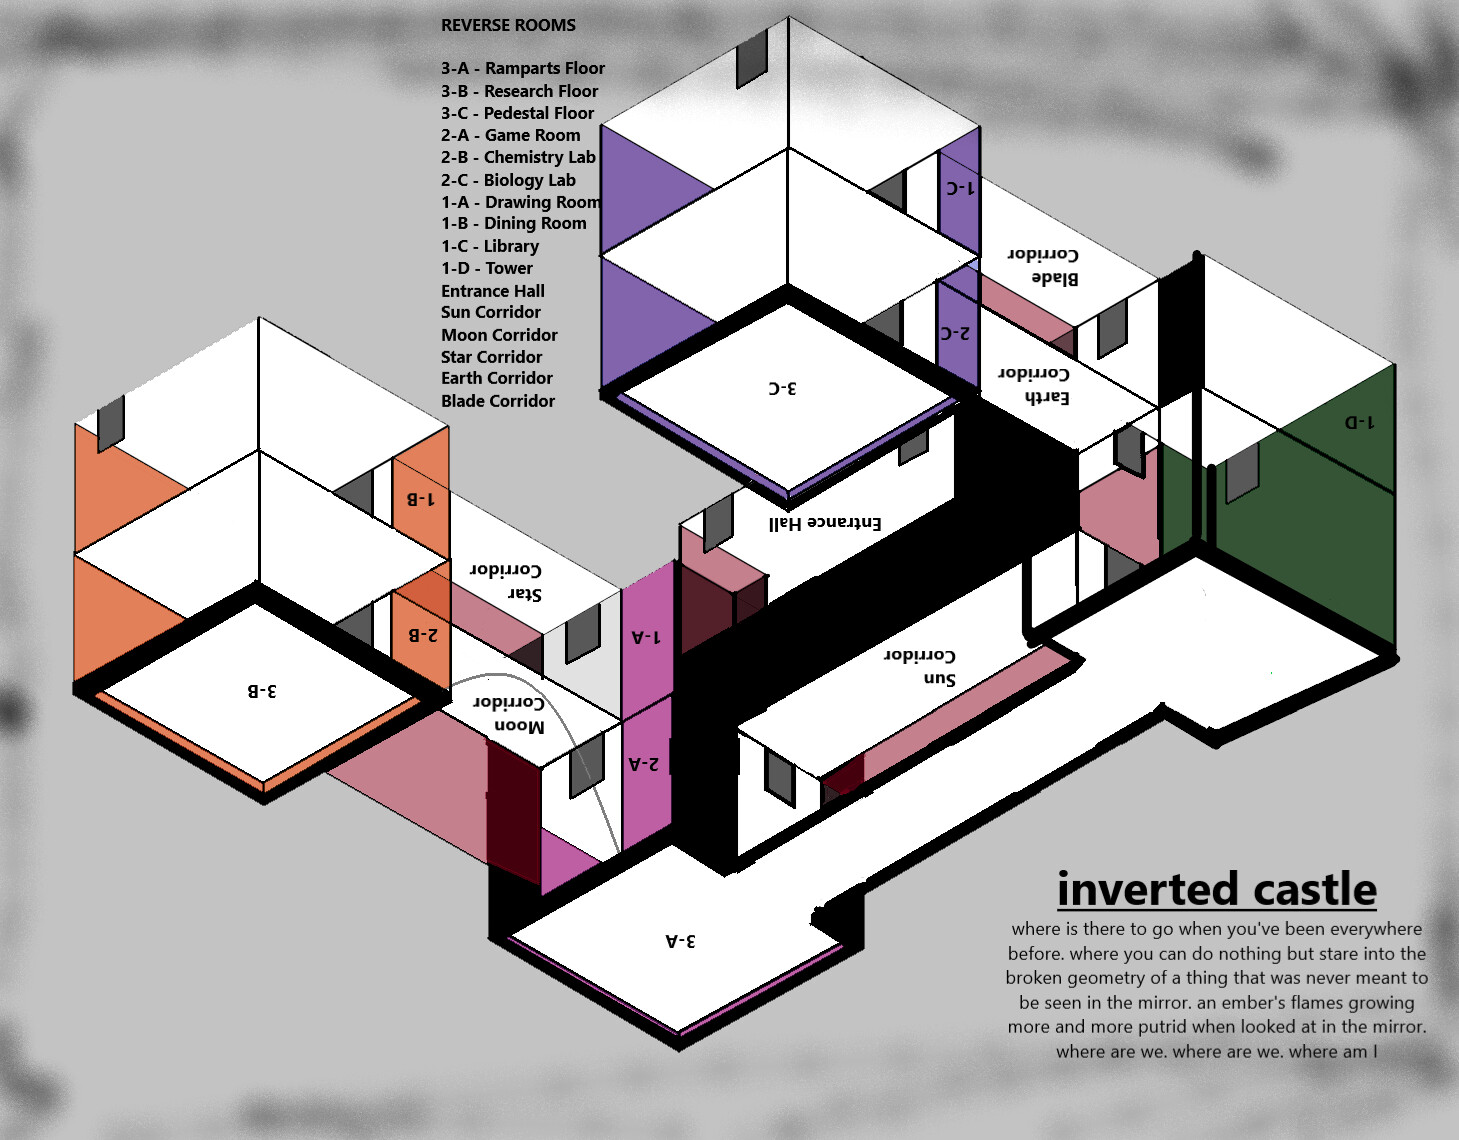 REVERSE ROOMS
3-A - Ramparts Floor
3-B - Research Floor
3-C - Pedestal Floor
2-A - Game Room
2-B - Chemistry Lab
2-C - Biology Lab
1-A - Drawing Room
1-B - Dining Room
1-C - Library
1-D - Tower
Entrance Hall
Sun Corridor
Moon Corridor
Star Corridor
Earth Corridor
Blade Corridor
1-C
Blade
Corridor
2-C
Earth
Corridor
3-C
1-D
Entrance Hall
1-B
Star
Corridor
2-B
1-A
3-B
Moon
Corridor
2-A
Sun
Corridor
3-A
inverted castle
where is there to go when you've been everywhere
before. where you can do nothing but stare into the
broken geometry of a thing that was never meant to
be seen in the mirror. an ember's flames growing
more and more putrid when looked at in the mirror.
where are we. where are we. where am I